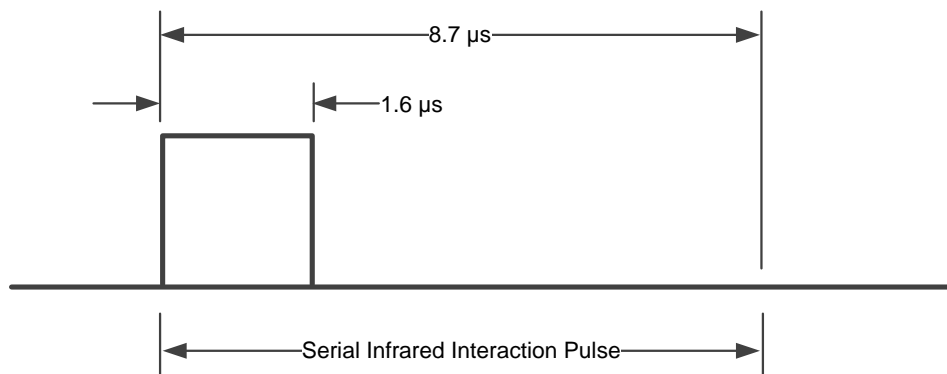 8.7 µs
1.6 µs
Serial Infrared Interaction Pulse